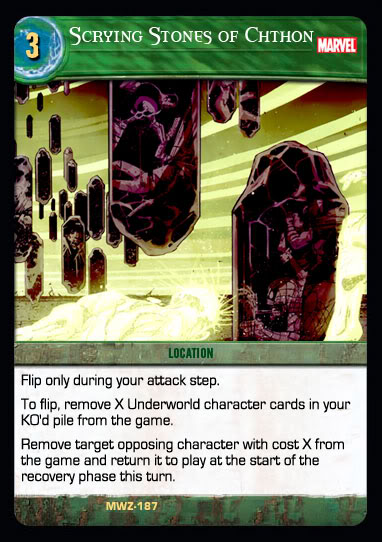 3
Scrying Stones of Chthon
MARVEL
LOCATION
Flip only during your attack step.
To flip, remove X Underworld character cards in your
KO'd pile from the game.
Remove target opposing character with cost X from
the game and return it to play at the start of the
recovery phase this turn.
MWZ-187